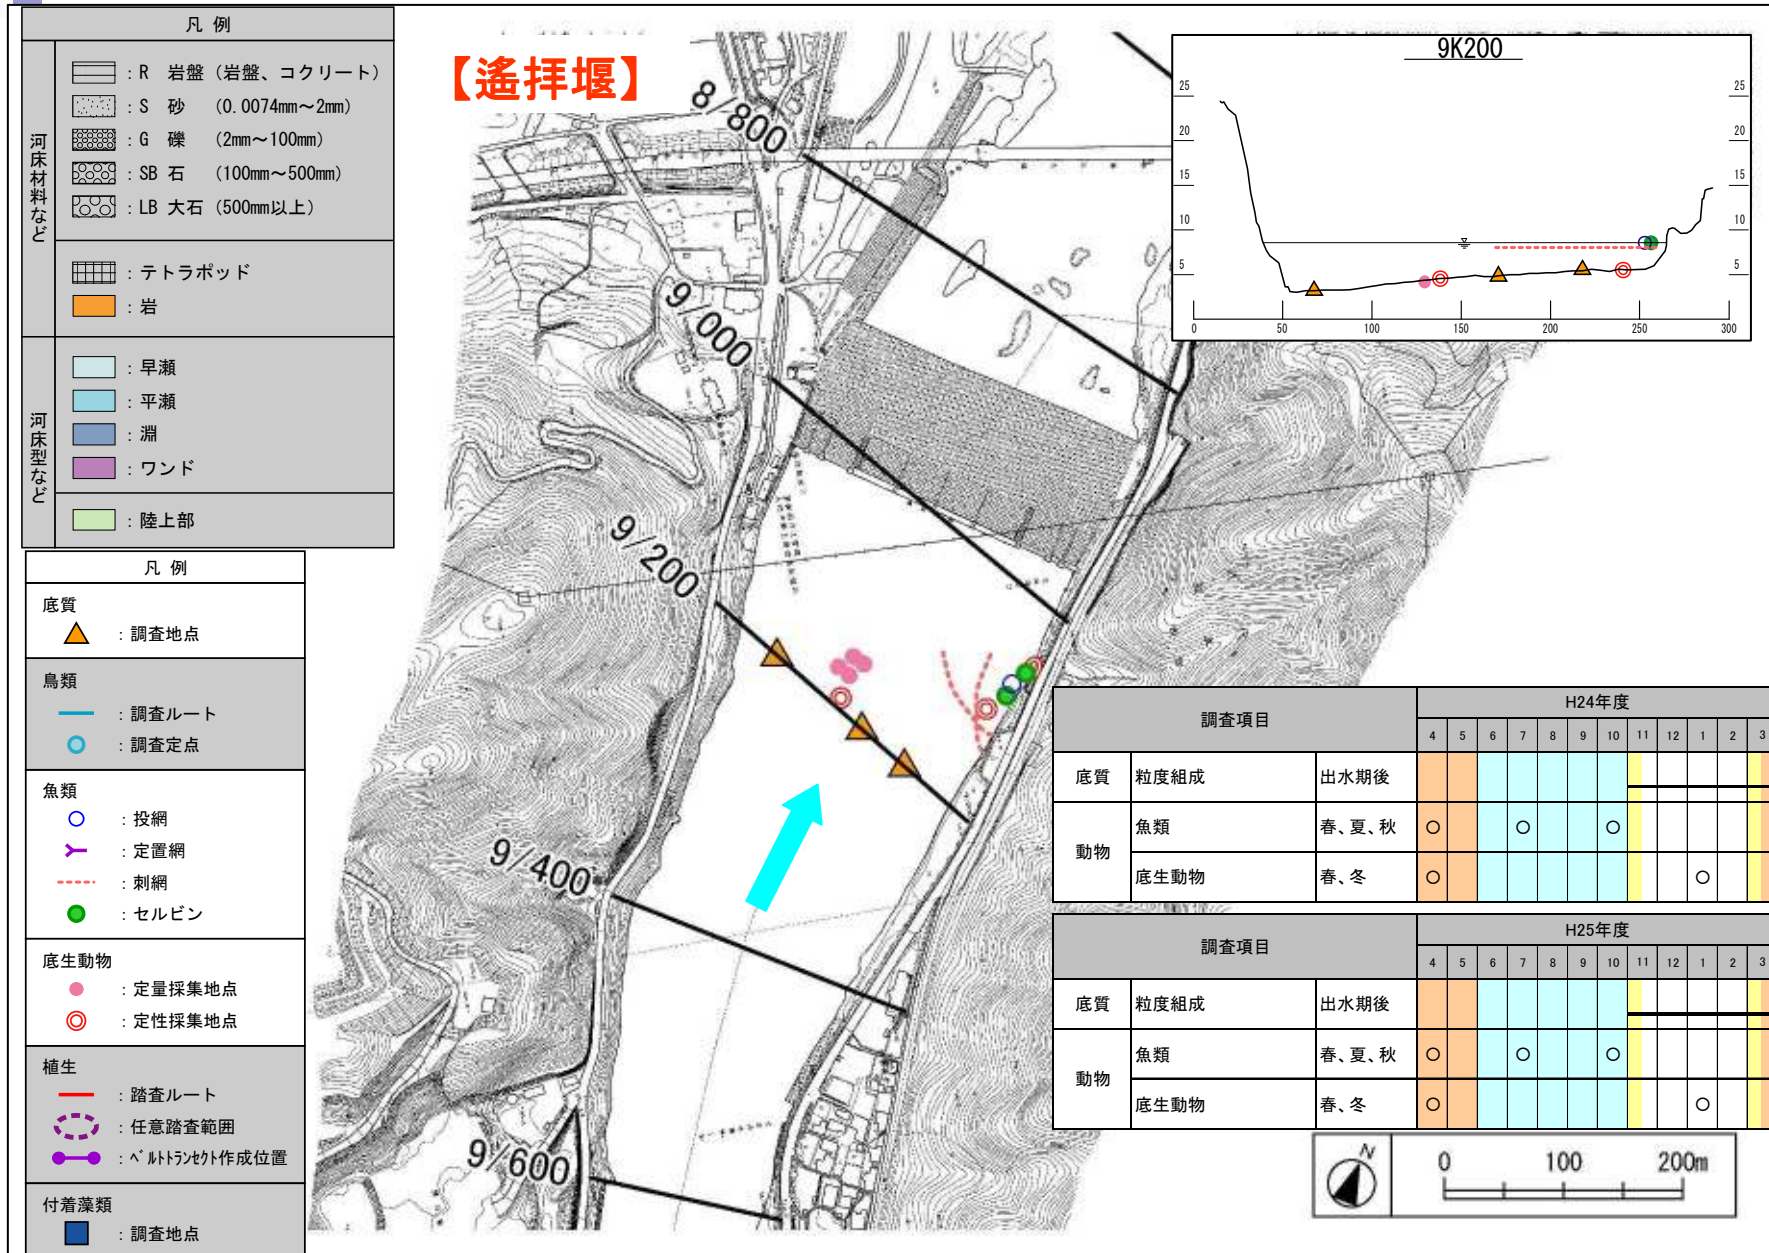 凡 例
河床材料など
: R 岩盤 (岩盤、コクリート)
: S 砂 (0.0074mm～2mm)
: G 礫 (2mm～100mm)
: SB 石 (100mm～500mm)
: LB 大石 (500mm以上)
: テトラポッド
: 岩
河床型など
: 早瀬
: 平瀬
: 淵
: ワンド
: 陸上部
凡 例
底質
: 調査地点
鳥類
: 調査ルート
: 調査定点
魚類
: 投網
: 定置網
: 刺網
: セルビン
底生動物
: 定量採集地点
: 定性採集地点
植生
: 踏査ルート
: 任意踏査範囲
: ベルトトランセクト作成位置
付着藻類
: 調査地点
【遙拝堰】
8/800
9/000
9/200
9/400
9/600
9K200
25 25
20 20
15 15
10 10
5 5
0 50 100 150 200 250 300
調査項目 H24年度
4 5 6 7 8 9 10 11 12 1 2 3
底質 粒度組成 出水期後
動物 魚類 春、夏、秋 ○ ○ ○
底生動物 春、冬 ○ ○
調査項目 H25年度
4 5 6 7 8 9 10 11 12 1 2 3
底質 粒度組成 出水期後
動物 魚類 春、夏、秋 ○ ○ ○
底生動物 春、冬 ○ ○
N
0 100 200m